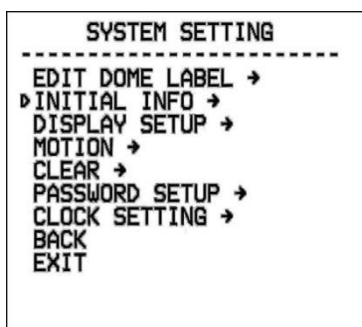 SYSTEM SETTING
------------------------
EDIT DOME LABEL →
▷INITIAL INFO →
DISPLAY SETUP →
MOTION →
CLEAR →
PASSWORD SETUP →
CLOCK SETTING →
BACK
EXIT